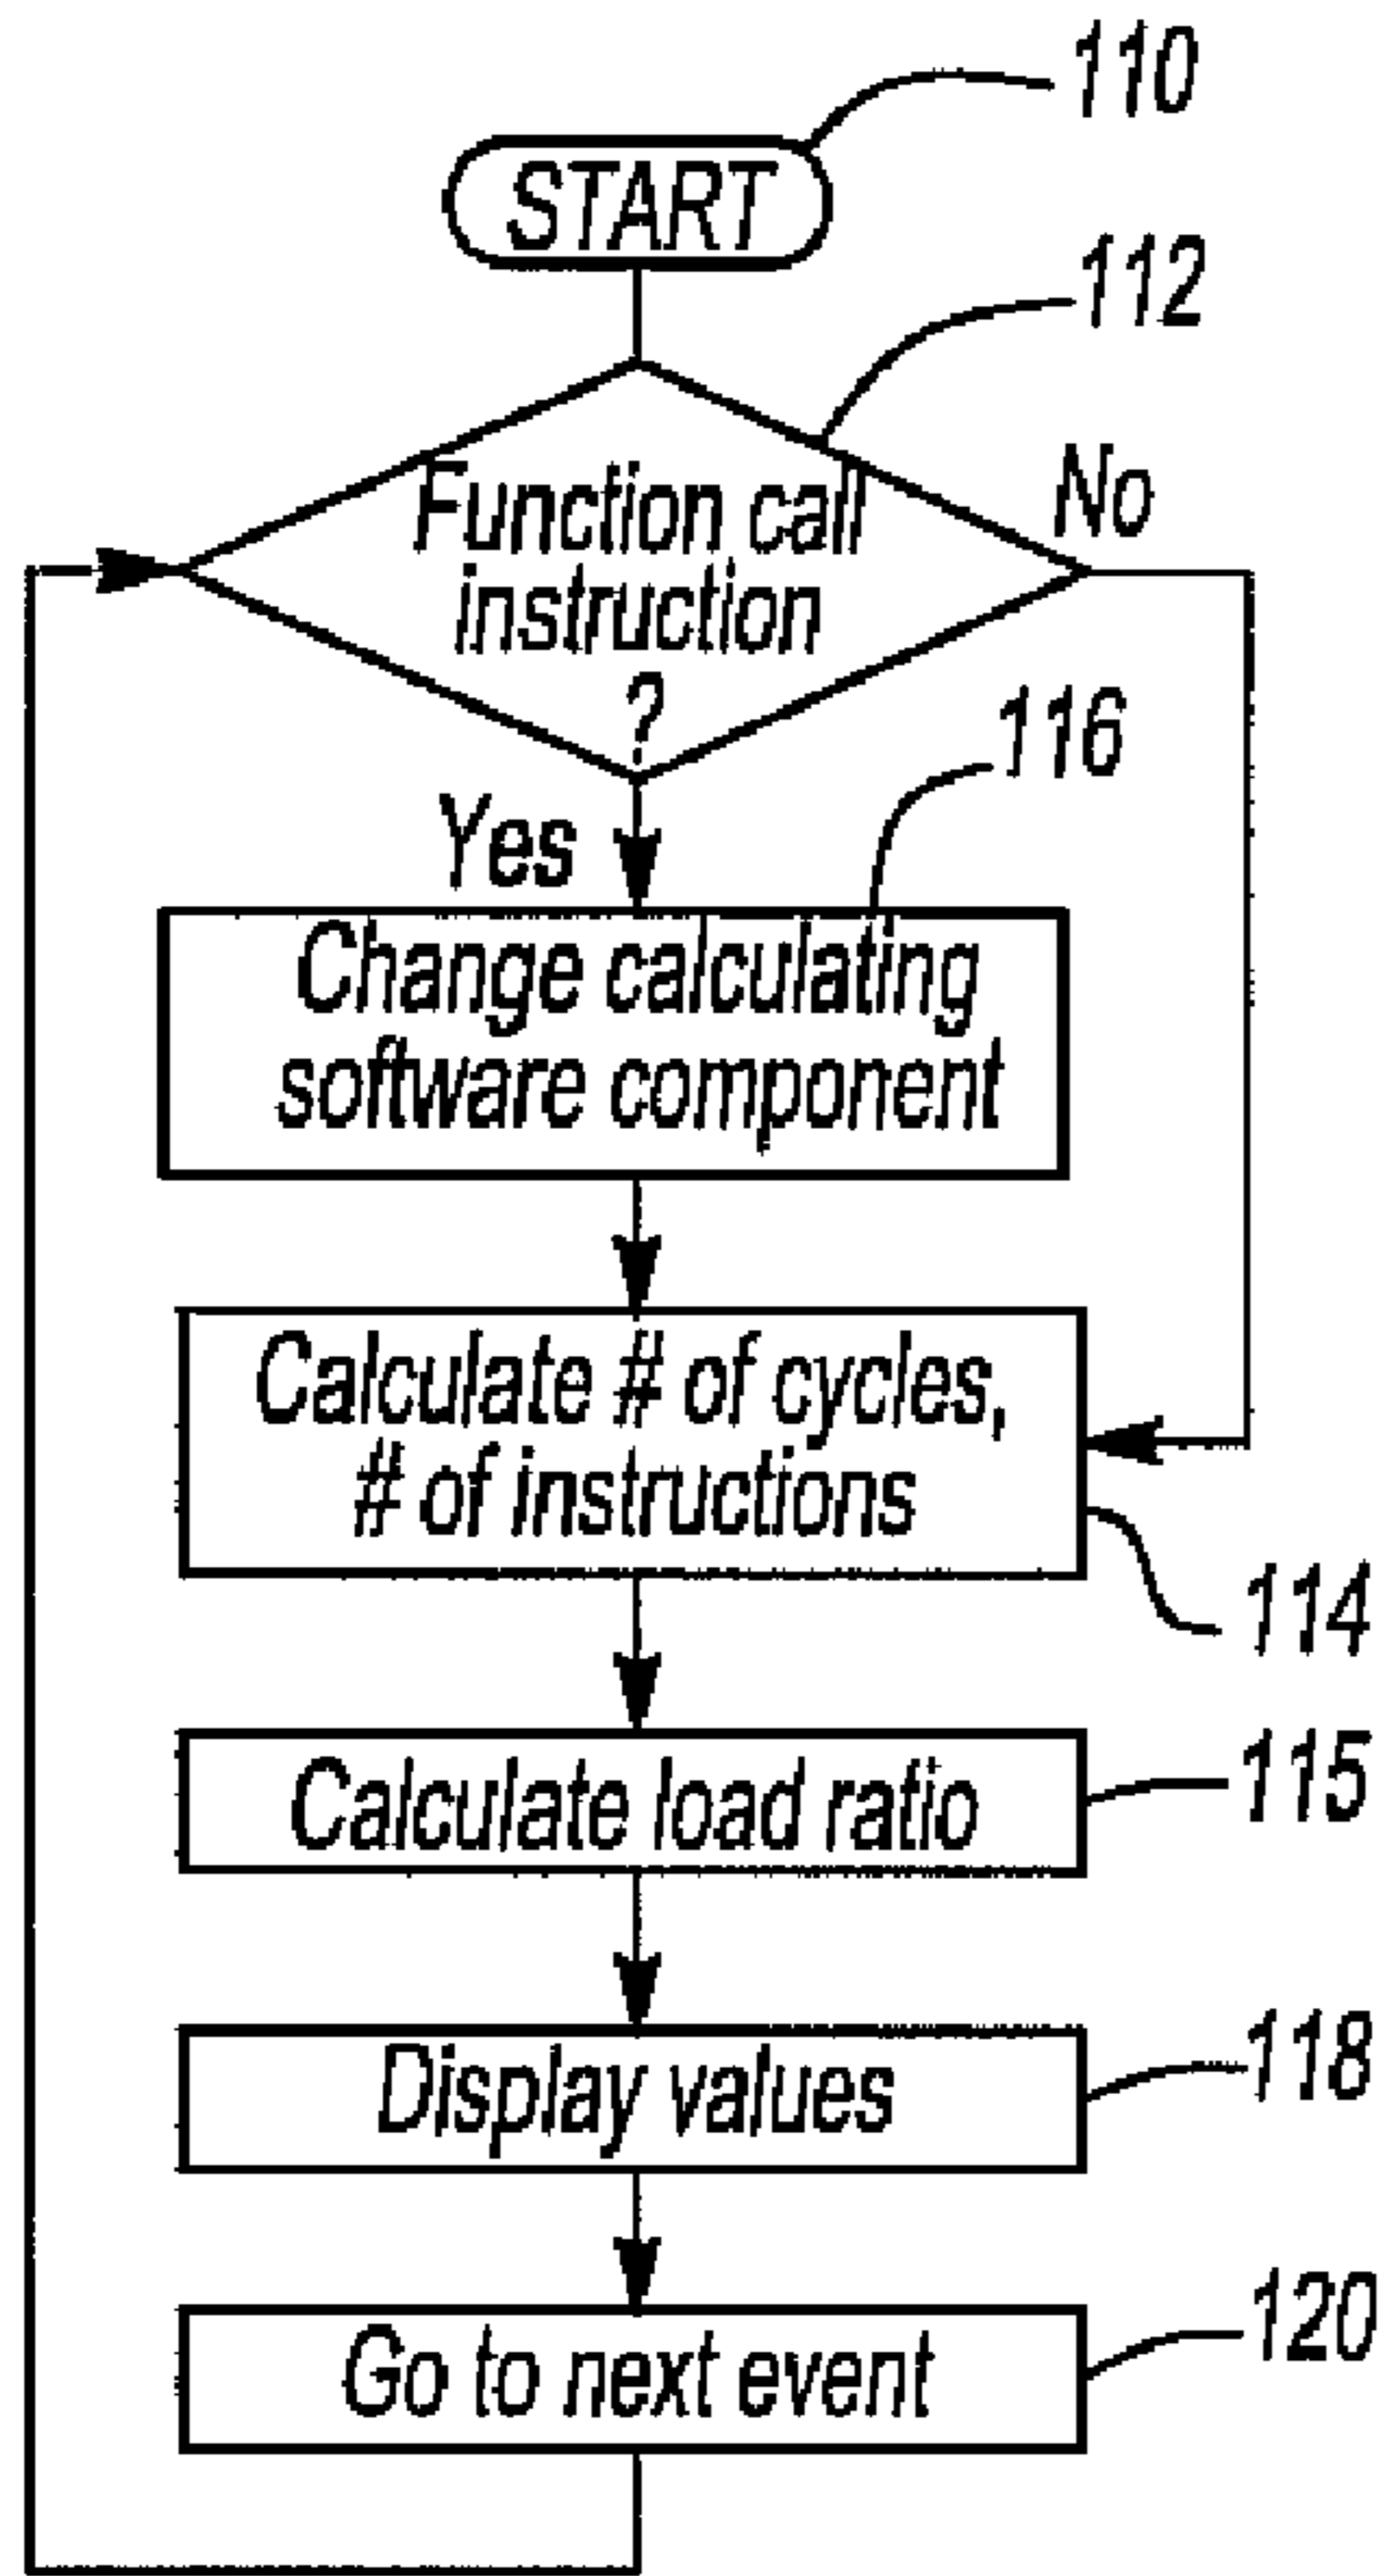 110
START
112
Function call
instruction
?
No
Yes
116
Change calculating
software component
Calculate # of cycles,
# of instructions
114
Calculate load ratio
115
Display values
118
Go to next event
120